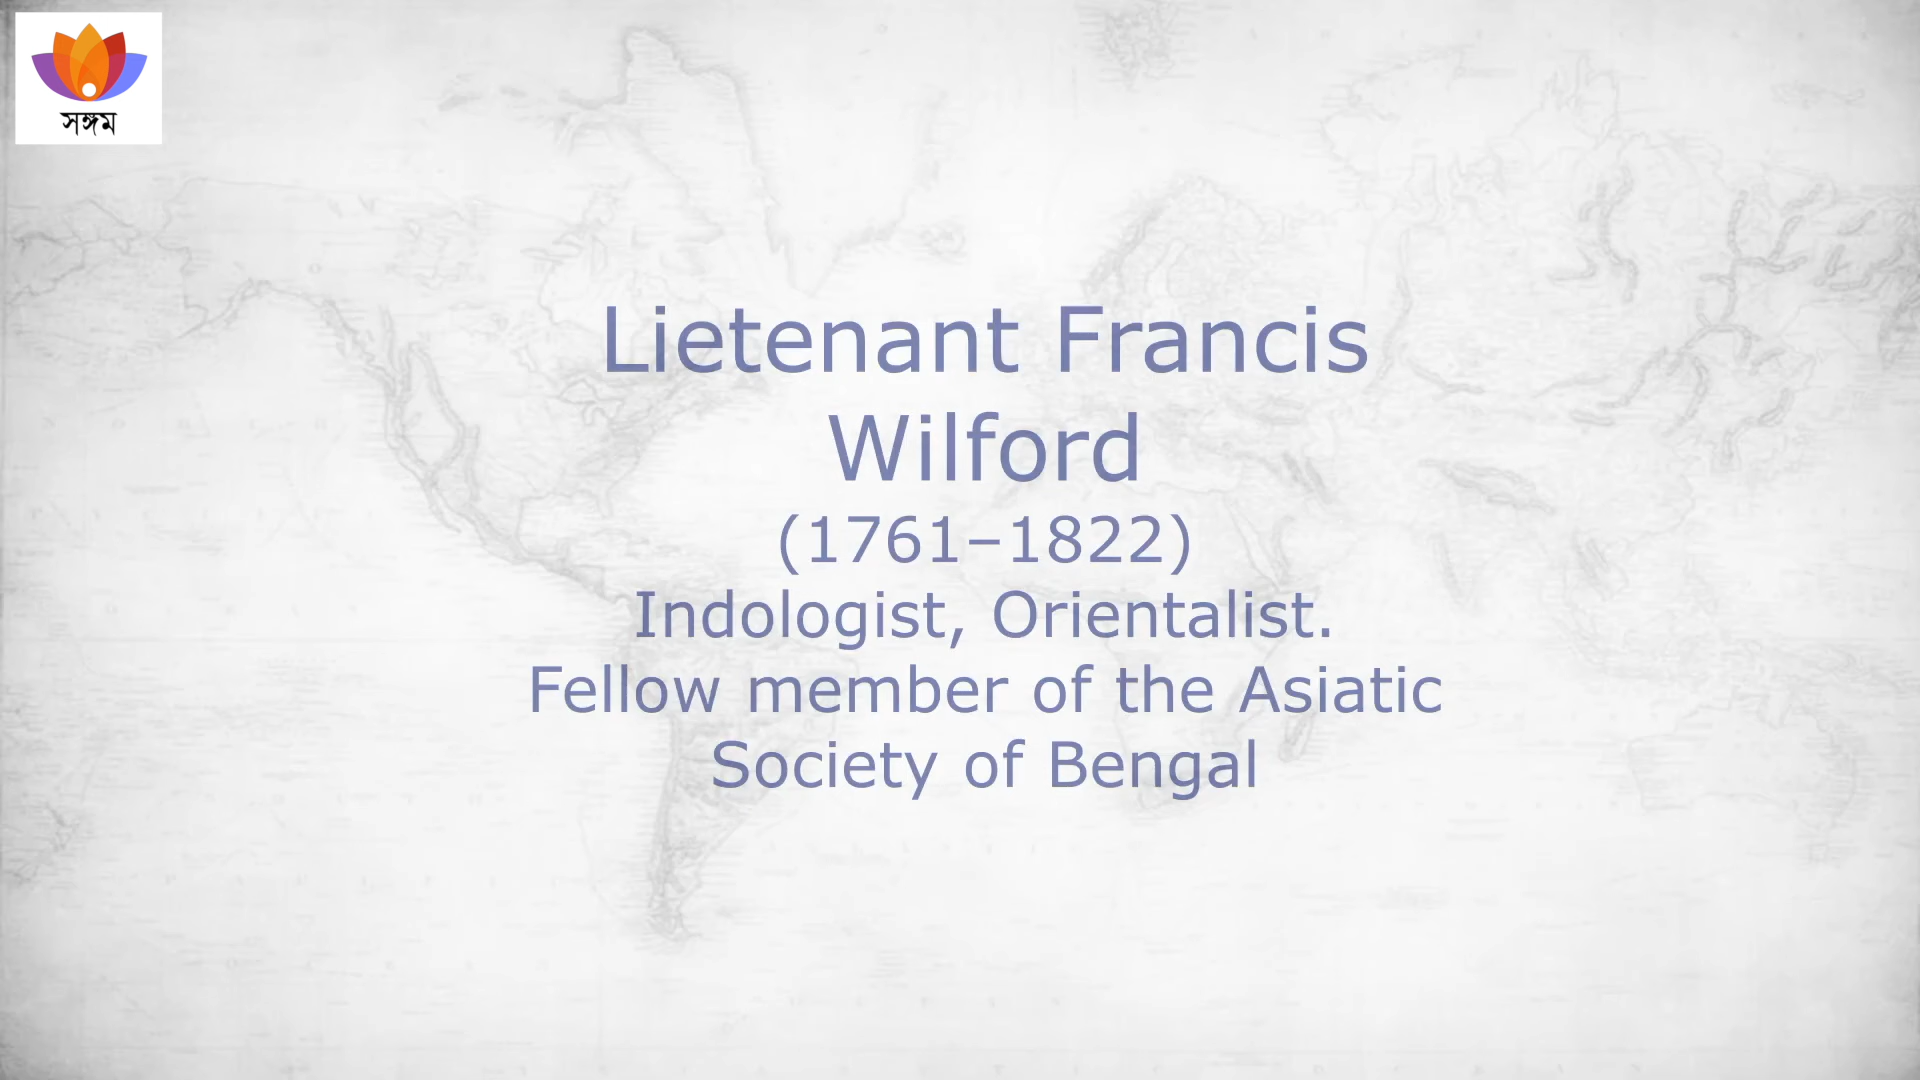 সঙ্গম
Lietenant Francis
Wilford
(1761–1822)
Indologist, Orientalist.
Fellow member of the Asiatic
Society of Bengal